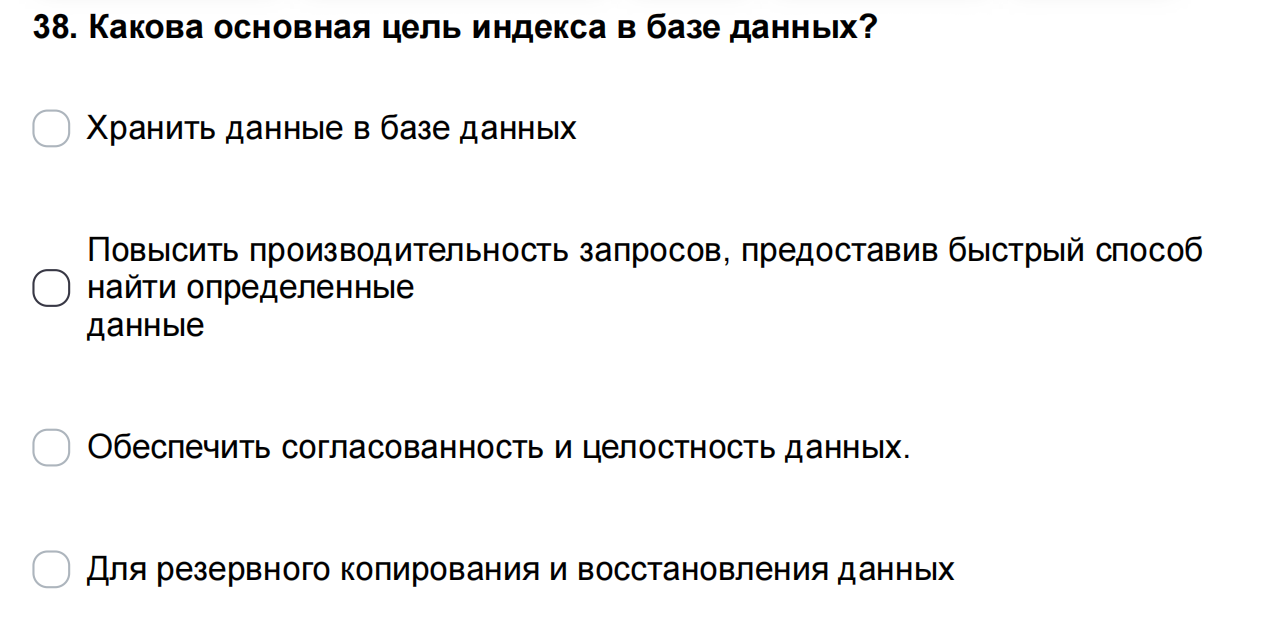 38. Какова основная цель индекса в базе данных?
Хранить данные в базе данных
Повысить производительность запросов, предоставив быстрый способ
найти определенные
данные
Обеспечить согласованность и целостность данных.
Для резервного копирования и восстановления данных